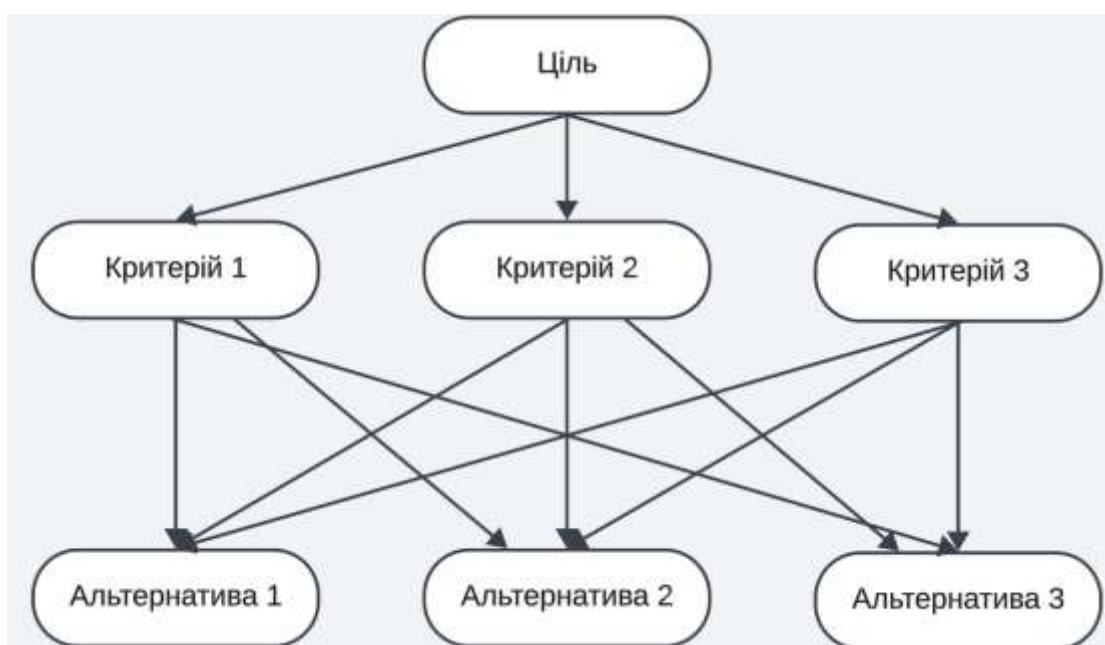 Ціль
Критерій 1
Критерій 2
Критерій 3
Альтернатива 1
Альтернатива 2
Альтернатива 3